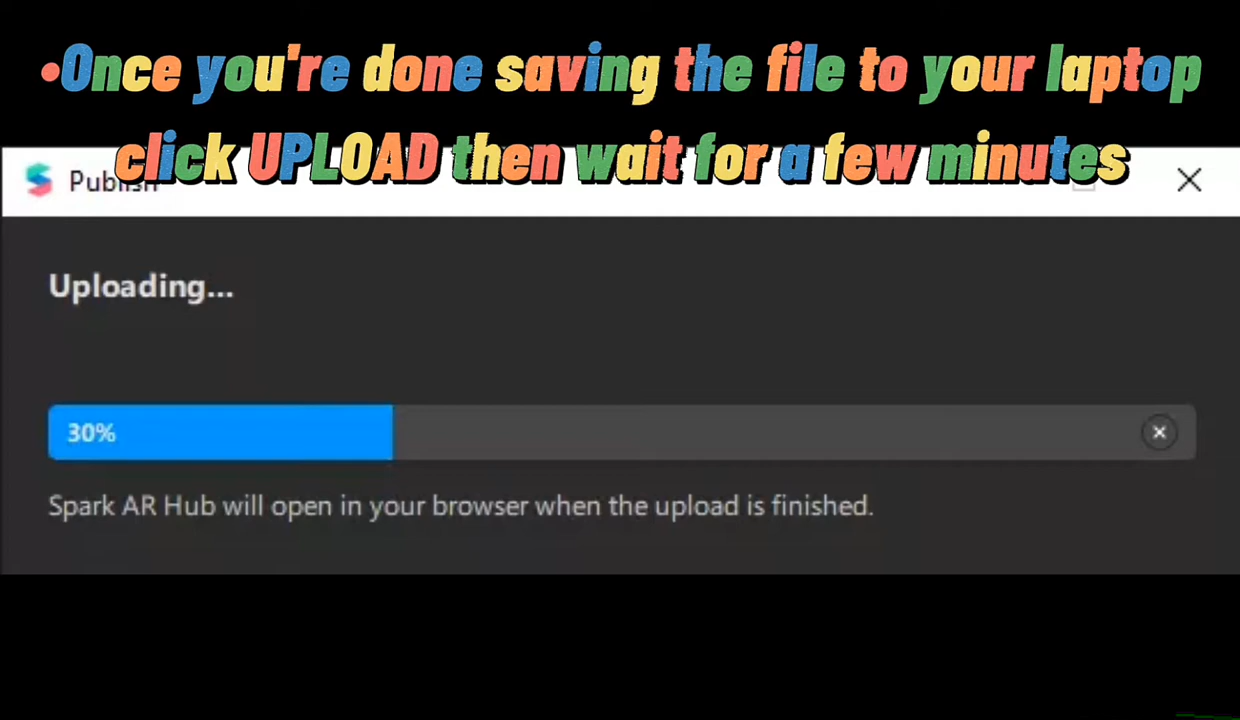 •Once you're done saving the file to your laptop
click UPLOAD then wait for a few minutes
Publish
Uploading...
30%
Spark AR Hub will open in your browser when the upload is finished.